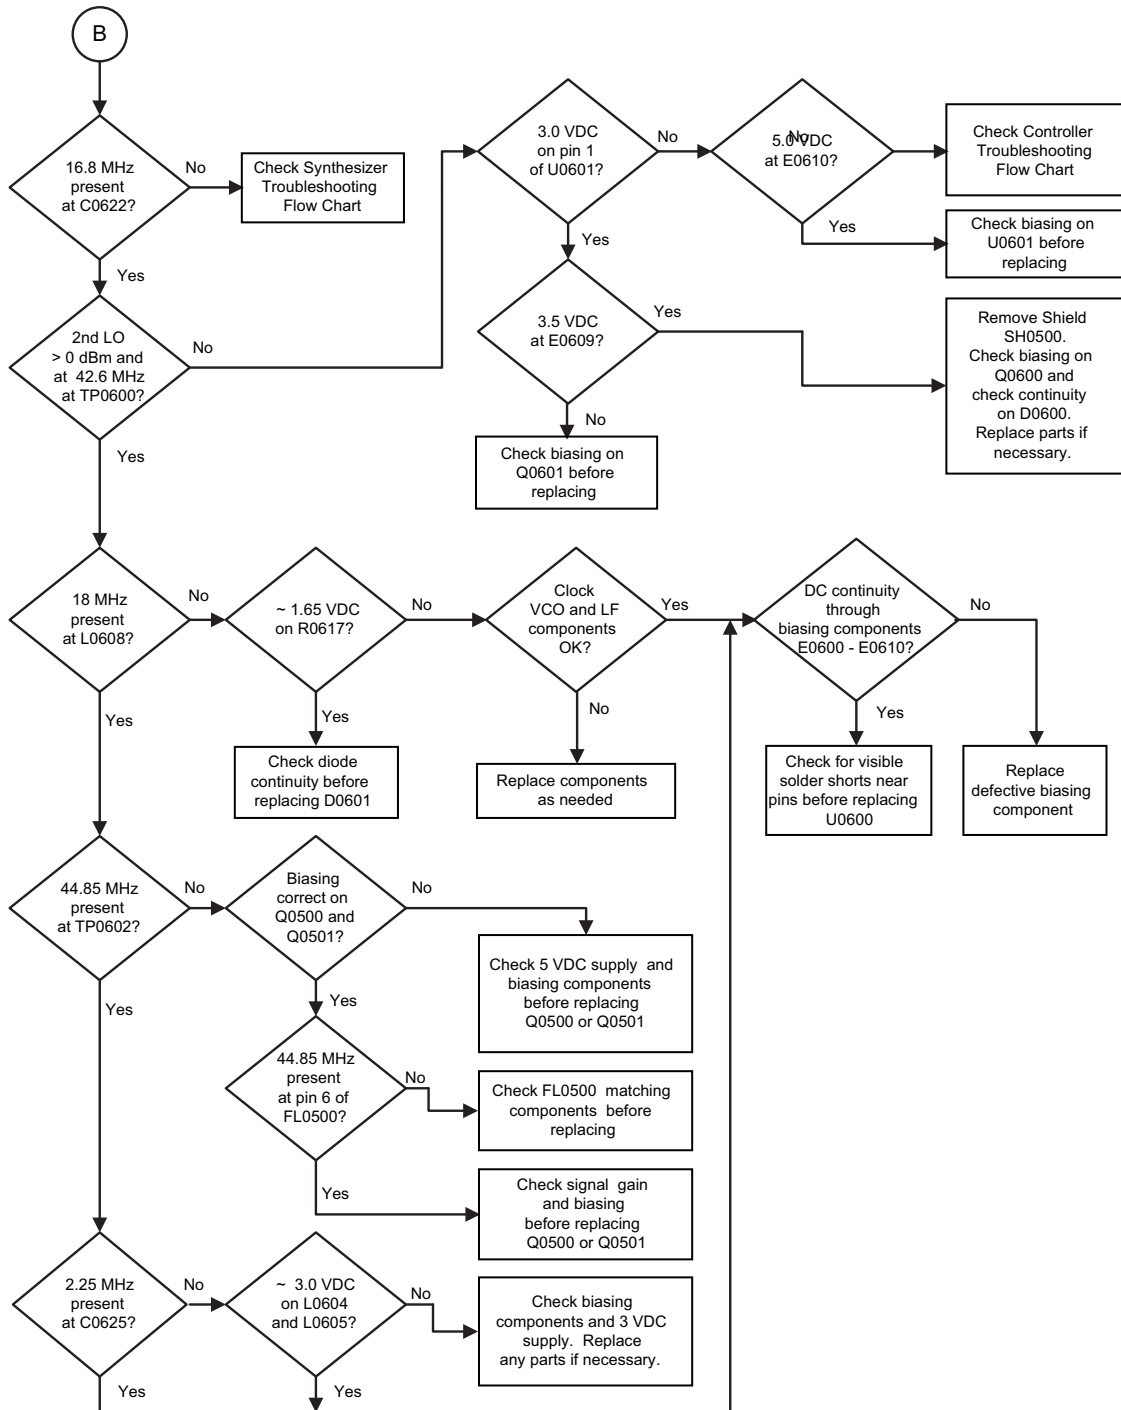 B
16.8 MHz
present
at C0622?
No
Check Synthesizer
Troubleshooting
Flow Chart
Yes
2nd LO
> 0 dBm and
at 42.6 MHz
at TP0600?
No
Yes
3.0 VDC
on pin 1
of U0601?
No
Yes
5.0 VDC
No
at E0610?
Check Controller
Troubleshooting
Flow Chart
Yes
Check biasing on
U0601 before
replacing
3.5 VDC
at E0609?
Yes
Remove Shield
SH0500.
Check biasing on
Q0600 and
check continuity
on D0600.
Replace parts if
necessary.
No
Check biasing on
Q0601 before
replacing
18 MHz
present
at L0608?
No
Yes
~ 1.65 VDC
on R0617?
No
Yes
Check diode
continuity before
replacing D0601
Clock
VCO and LF
components
OK?
Yes
No
Replace components
as needed
DC continuity
through
biasing components
E0600 - E0610?
No
Yes
Check for visible
solder shorts near
pins before replacing
U0600
Replace
defective biasing
component
44.85 MHz
present
at TP0602?
No
Yes
Biasing
correct on
Q0500 and
Q0501?
No
Yes
Check 5 VDC supply and
biasing components
before replacing
Q0500 or Q0501
44.85 MHz
present
at pin 6 of
FL0500?
No
Check FL0500 matching
components before
replacing
Yes
Check signal gain
and biasing
before replacing
Q0500 or Q0501
2.25 MHz
present
at C0625?
No
Yes
~ 3.0 VDC
on L0604
and L0605?
No
Yes
Check biasing
components and 3 VDC
supply. Replace
any parts if necessary.